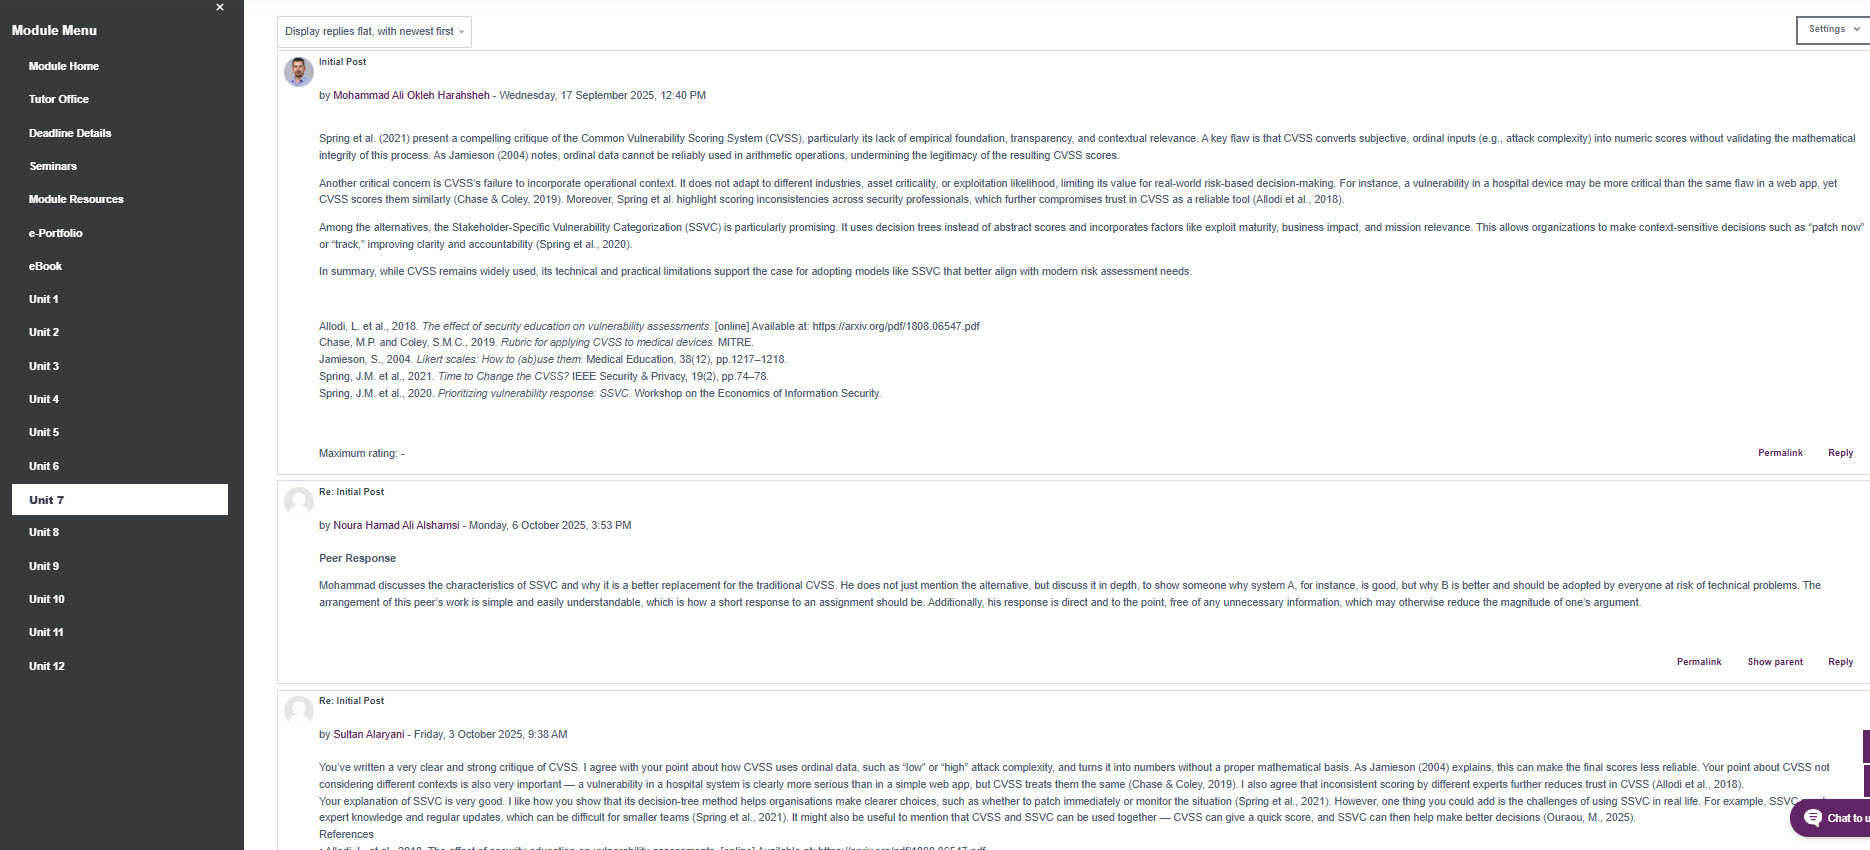 ×
Module Menu
Module Home
Tutor Office
Deadline Details
Seminars
Module Resources
e-Portfolio
eBook
Unit 1
Unit 2
Unit 3
Unit 4
Unit 5
Unit 6
Unit 7
Unit 8
Unit 9
Unit 10
Unit 11
Unit 12
Display replies flat, with newest first
Settings
Initial Post
by Mohammad Ali Okleh Harahsheh - Wednesday, 17 September 2025, 12:40 PM
Spring et al. (2021) present a compelling critique of the Common Vulnerability Scoring System (CVSS), particularly its lack of empirical foundation, transparency, and contextual relevance. A key flaw is that CVSS converts subjective, ordinal inputs (e.g., attack complexity) into numeric scores without validating the mathematical
integrity of this process. As Jamieson (2004) notes, ordinal data cannot be reliably used in arithmetic operations, undermining the legitimacy of the resulting CVSS scores.
Another critical concern is CVSS’s failure to incorporate operational context. It does not adapt to different industries, asset criticality, or exploitation likelihood, limiting its value for real-world risk-based decision-making. For instance, a vulnerability in a hospital device may be more critical than the same flaw in a web app, yet
CVSS scores them similarly (Chase & Coley, 2019). Moreover, Spring et al. highlight scoring inconsistencies across security professionals, which further compromises trust in CVSS as a reliable tool (Allodi et al., 2018).
Among the alternatives, the Stakeholder-Specific Vulnerability Categorization (SSVC) is particularly promising. It uses decision trees instead of abstract scores and incorporates factors like exploit maturity, business impact, and mission relevance. This allows organizations to make context-sensitive decisions such as “patch now”
or “track,” improving clarity and accountability (Spring et al., 2020).
In summary, while CVSS remains widely used, its technical and practical limitations support the case for adopting models like SSVC that better align with modern risk assessment needs.
Allodi, L. et al., 2018. The effect of security education on vulnerability assessments. [online] Available at: https://arxiv.org/pdf/1808.06547.pdf
Chase, M.P. and Coley, S.M.C., 2019. Rubric for applying CVSS to medical devices. MITRE.
Jamieson, S., 2004. Likert scales: How to (ab)use them. Medical Education, 38(12), pp.1217–1218.
Spring, J.M. et al., 2021. Time to Change the CVSS? IEEE Security & Privacy, 19(2), pp.74–78.
Spring, J.M. et al., 2020. Prioritizing vulnerability response: SSVC. Workshop on the Economics of Information Security.
Maximum rating: -
Permalink Reply
Re: Initial Post
by Noura Hamad Ali Alshamsi - Monday, 6 October 2025, 3:53 PM
Peer Response
Mohammad discusses the characteristics of SSVC and why it is a better replacement for the traditional CVSS. He does not just mention the alternative, but discuss it in depth, to show someone why system A, for instance, is good, but why B is better and should be adopted by everyone at risk of technical problems. The
arrangement of this peer’s work is simple and easily understandable, which is how a short response to an assignment should be. Additionally, his response is direct and to the point, free of any unnecessary information, which may otherwise reduce the magnitude of one’s argument.
Permalink Show parent Reply
Re: Initial Post
by Sultan Alaryani - Friday, 3 October 2025, 9:38 AM
You’ve written a very clear and strong critique of CVSS. I agree with your point about how CVSS uses ordinal data, such as “low” or “high” attack complexity, and turns it into numbers without a proper mathematical basis. As Jamieson (2004) explains, this can make the final scores less reliable. Your point about CVSS not
considering different contexts is also very important — a vulnerability in a hospital system is clearly more serious than in a simple web app, but CVSS treats them the same (Chase & Coley, 2019). I also agree that inconsistent scoring by different experts further reduces trust in CVSS (Allodi et al., 2018).
Your explanation of SSVC is very good. I like how you show that its decision-tree method helps organisations make clearer choices, such as whether to patch immediately or monitor the situation (Spring et al., 2021). However, one thing you could add is the challenges of using SSVC in real life. For example, SSVC
expert knowledge and regular updates, which can be difficult for smaller teams (Spring et al., 2021). It might also be useful to mention that CVSS and SSVC can be used together — CVSS can give a quick score, and SSVC can then help make better decisions (Ouraou, M., 2025).
References
• Allodi, L. et al., 2018. The effect of security education on vulnerability assessments. [online] Available at: https://arxiv.org/pdf/1808.06547.pdf
Chat to u